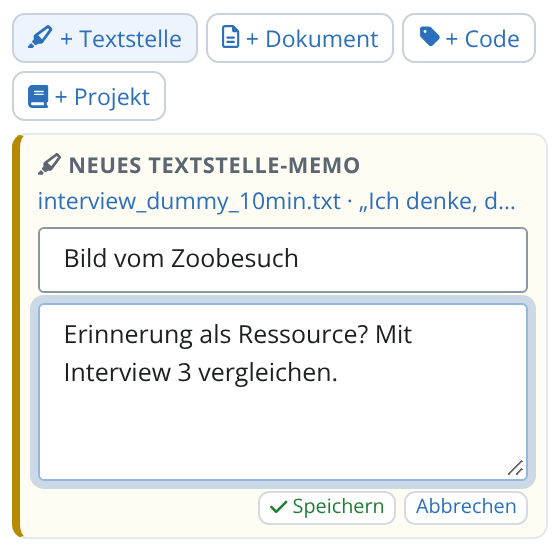 + Textstelle
+ Dokument
+ Code
+ Projekt
NEUES TEXTSTELLE-MEMO
interview_dummy_10min.txt · „Ich denke, d...
Bild vom Zoobesuch
Erinnerung als Ressource? Mit
Interview 3 vergleichen.
Speichern
Abbrechen